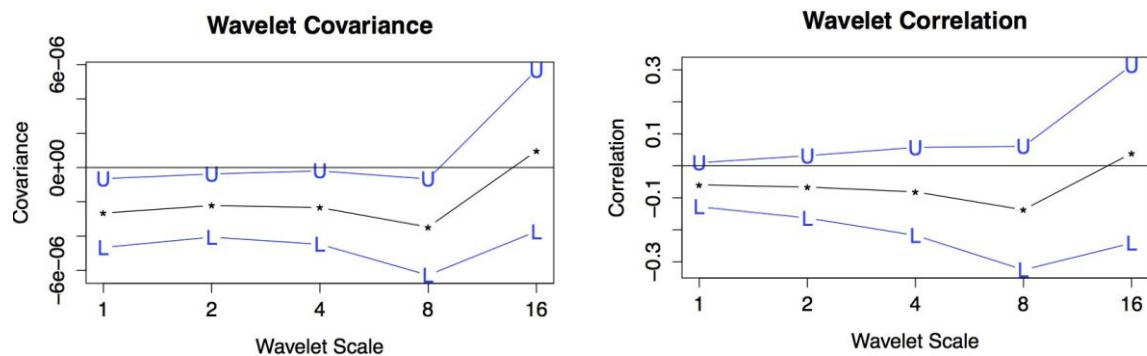 Wavelet Covariance
Covariance
6e-06
0e+00
-6e-06
U U U U U
* * * * *
L L L L L
1 2 4 8 16
Wavelet Scale
Wavelet Correlation
Correlation
0.3
0.1
-0.1
-0.3
U U U U U
* * * * *
L L L L L
1 2 4 8 16
Wavelet Scale